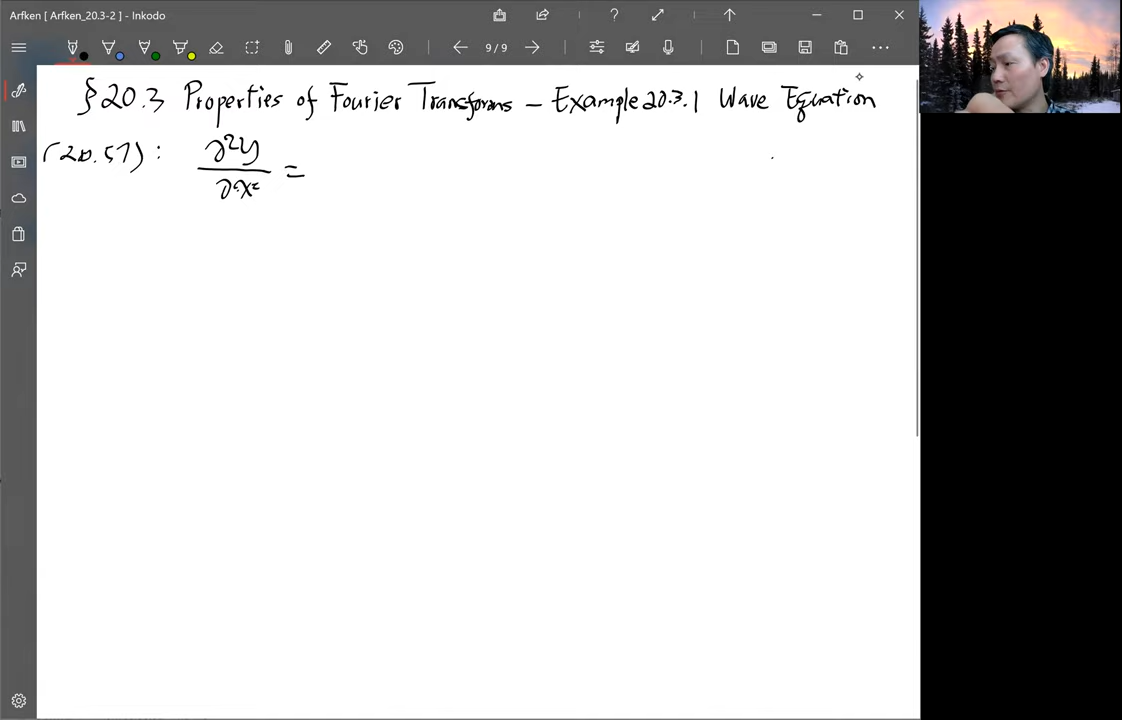 Arfken [ Arfken_20.3-2 ] - Inkodo
9/9
§ 20.3 Properties of Fourier Transforms – Example 20.3.1 Wave Equation
(20.57) : ∂²y/∂x² =